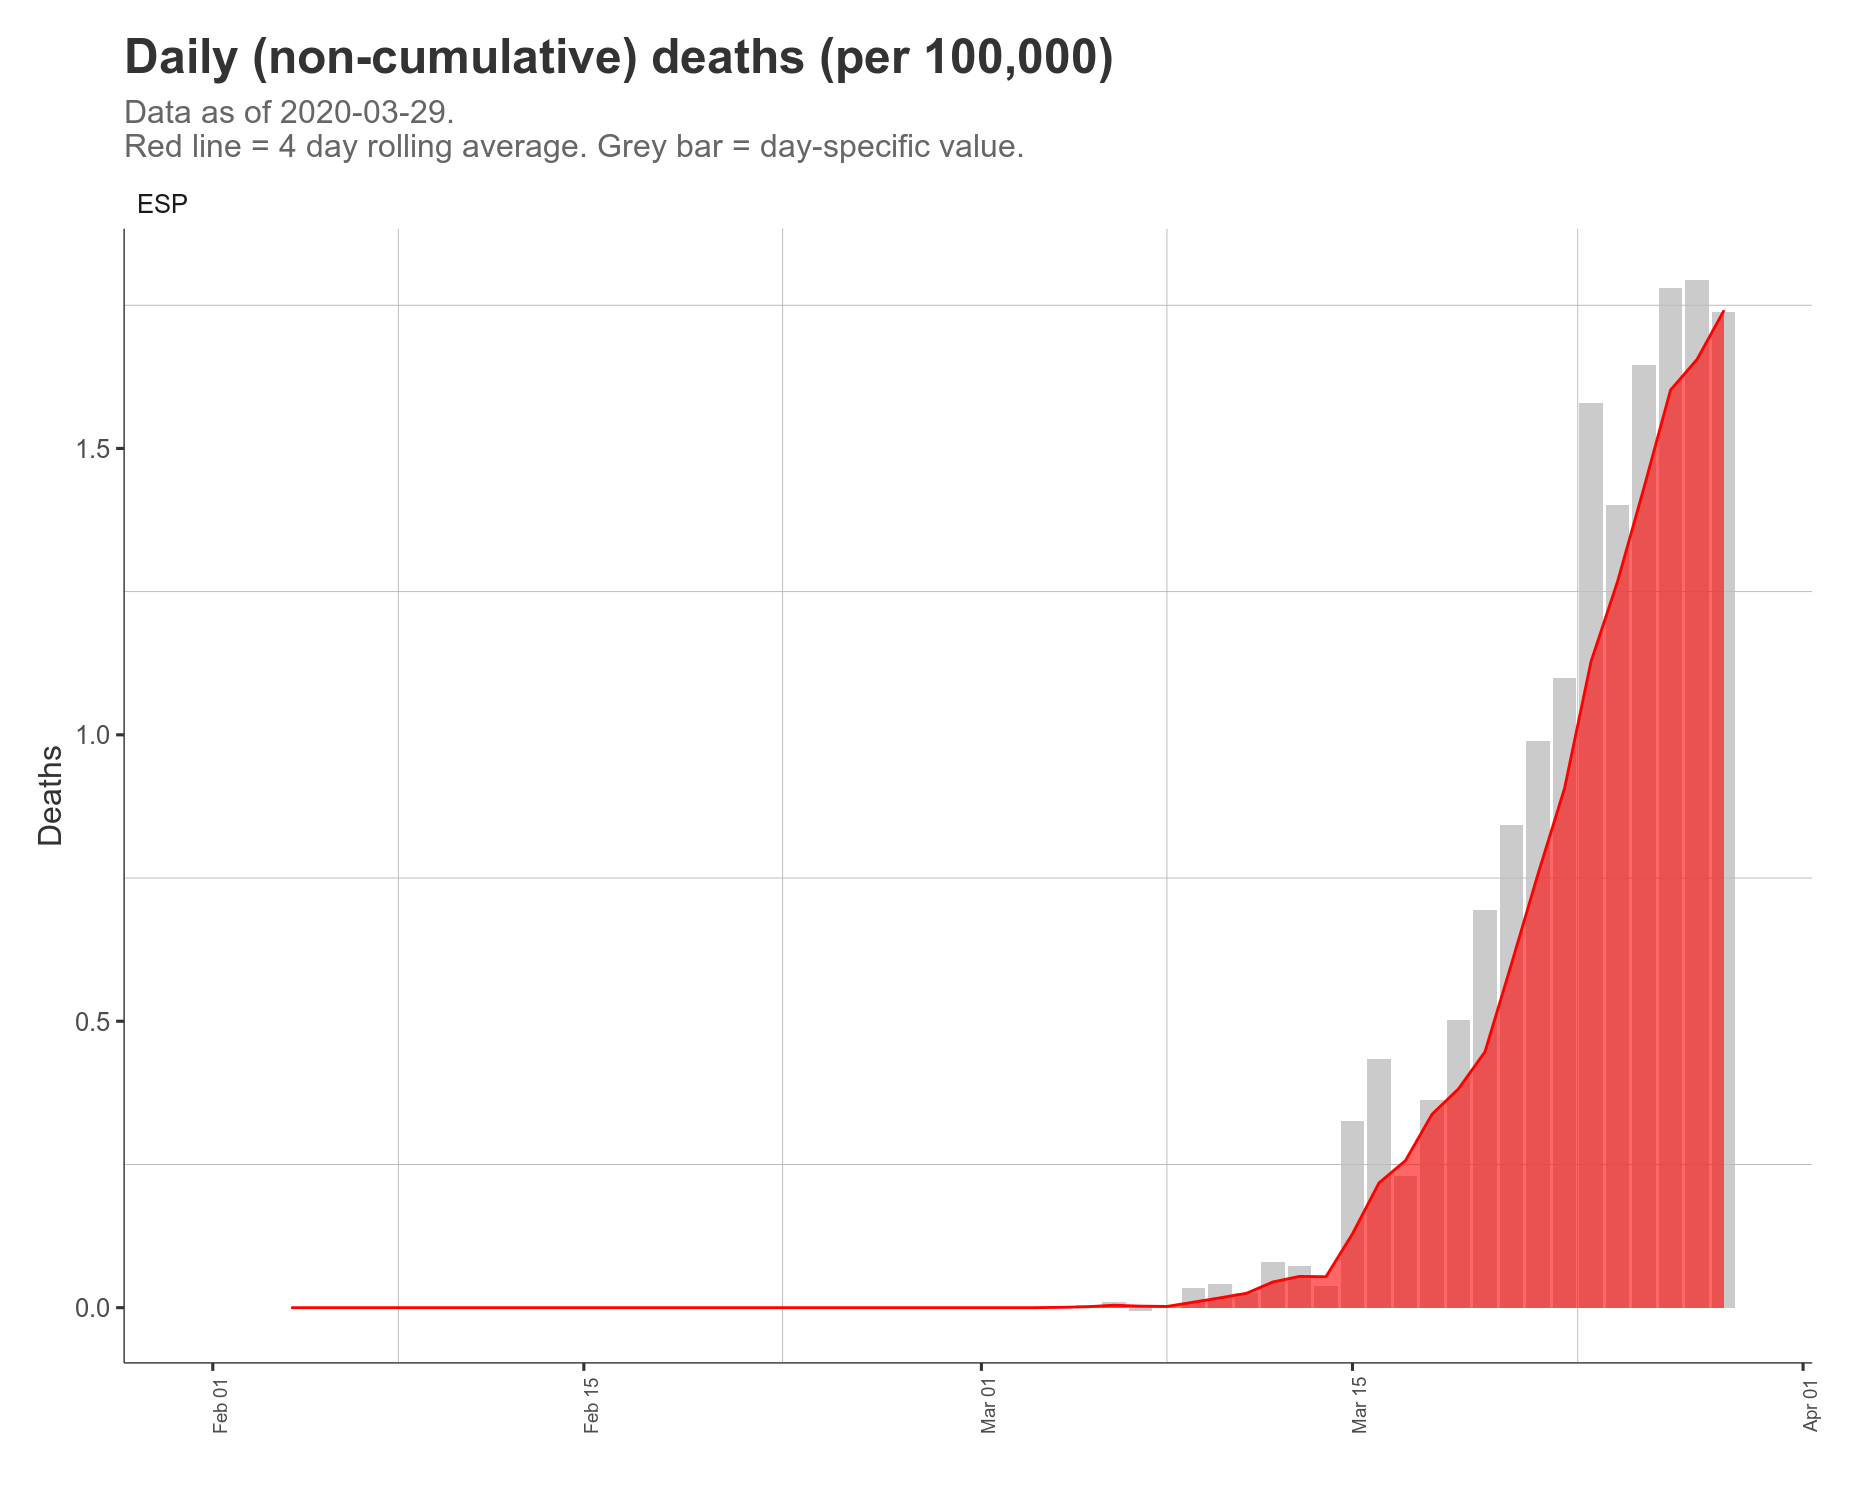 Daily (non-cumulative) deaths (per 100,000)
Data as of 2020-03-29.
Red line = 4 day rolling average. Grey bar = day-specific value.
ESP
Deaths
1.5
1.0
0.5
0.0
Feb 01
Feb 15
Mar 01
Mar 15
Apr 01